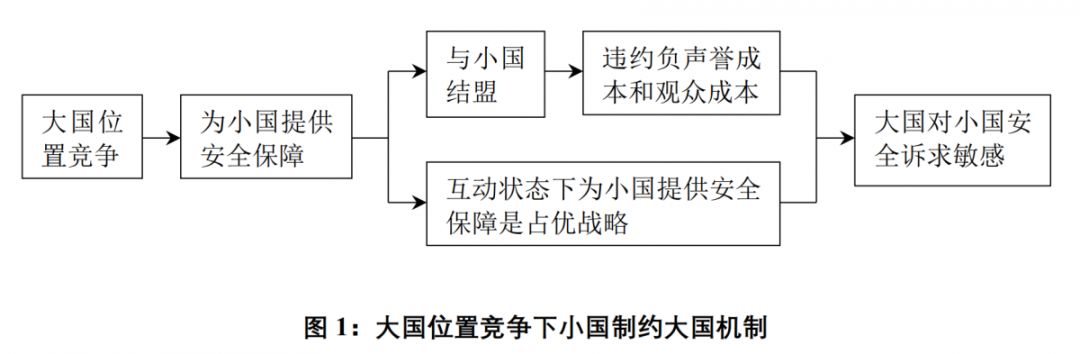 大国位
置竞争
为小国提供
安全保障
与小国
结盟
违约负声誉成
本和观众成本
互动状态下为小国提供安全
保障是占优战略
大国对小国安
全诉求敏感
图 1：大国位置竞争下小国制约大国机制